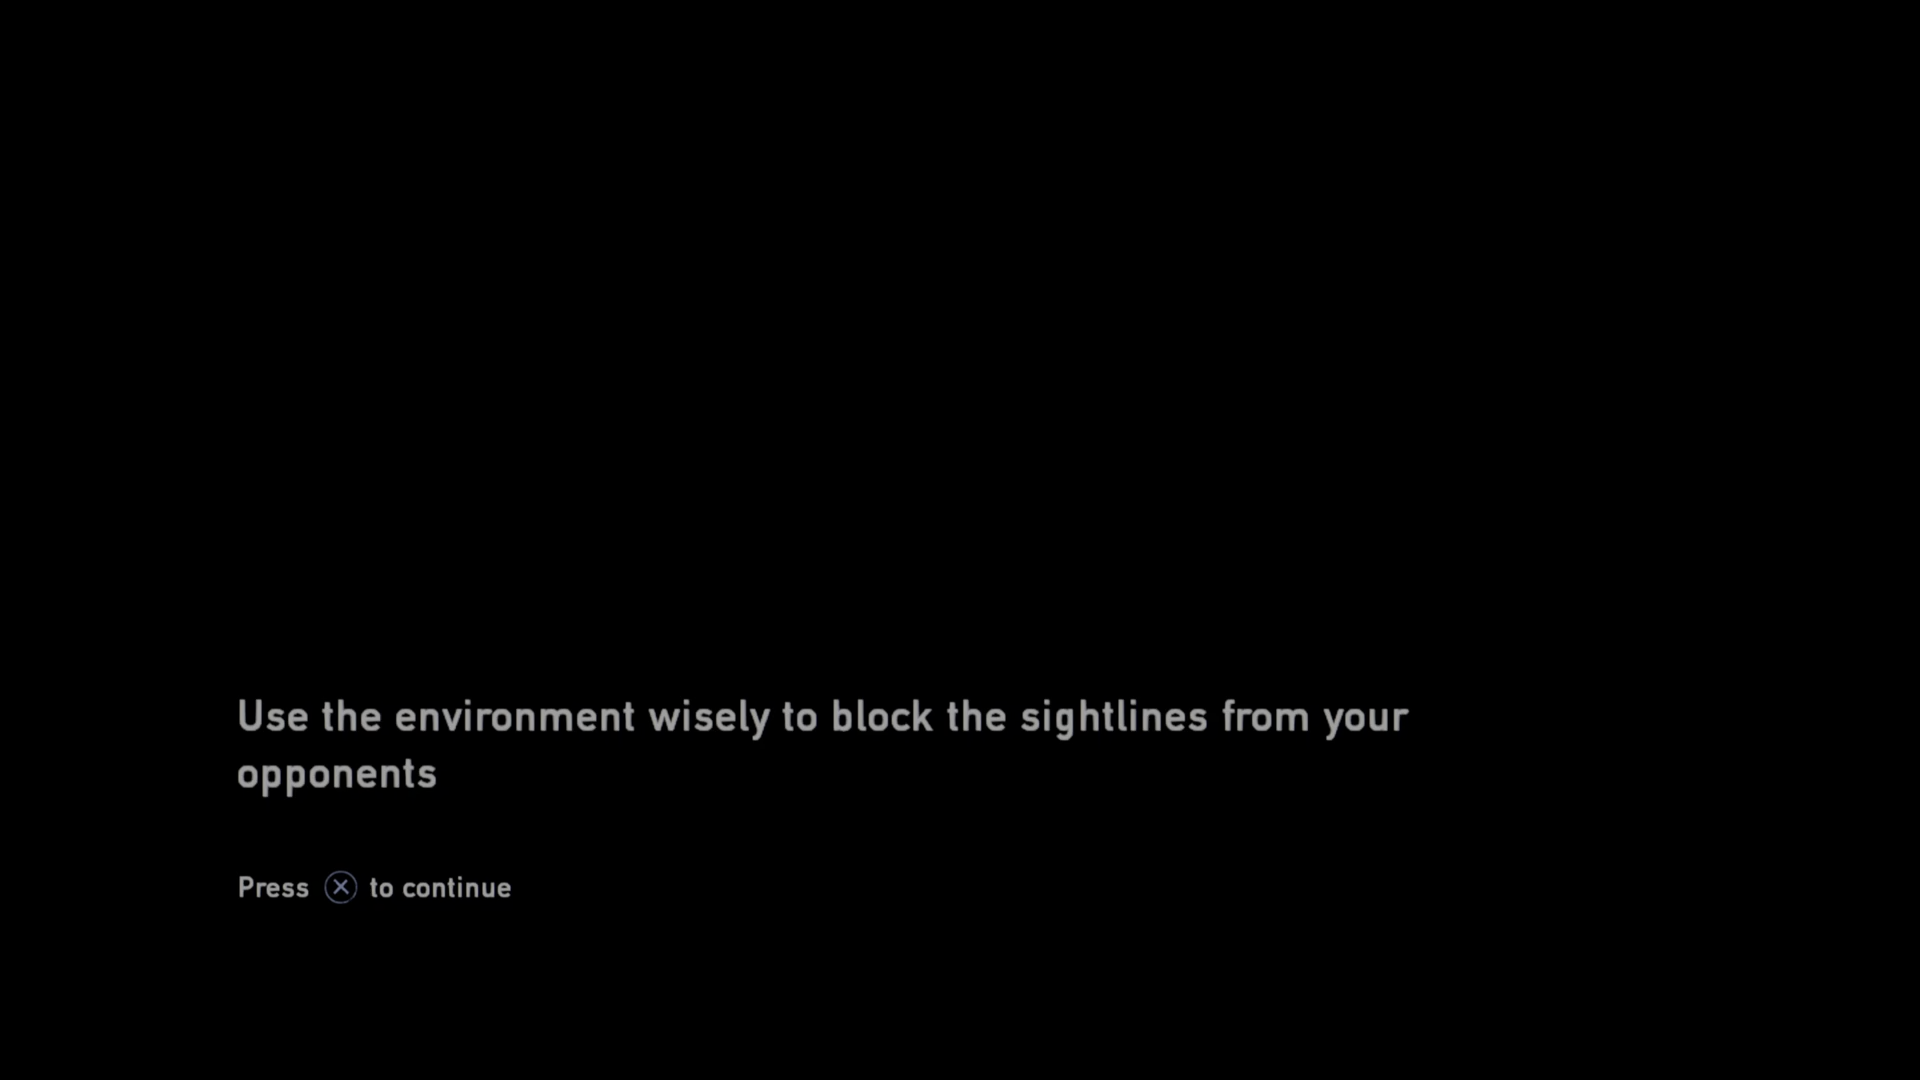 Use the environment wisely to block the sightlines from your
opponents
Press ⓧ to continue